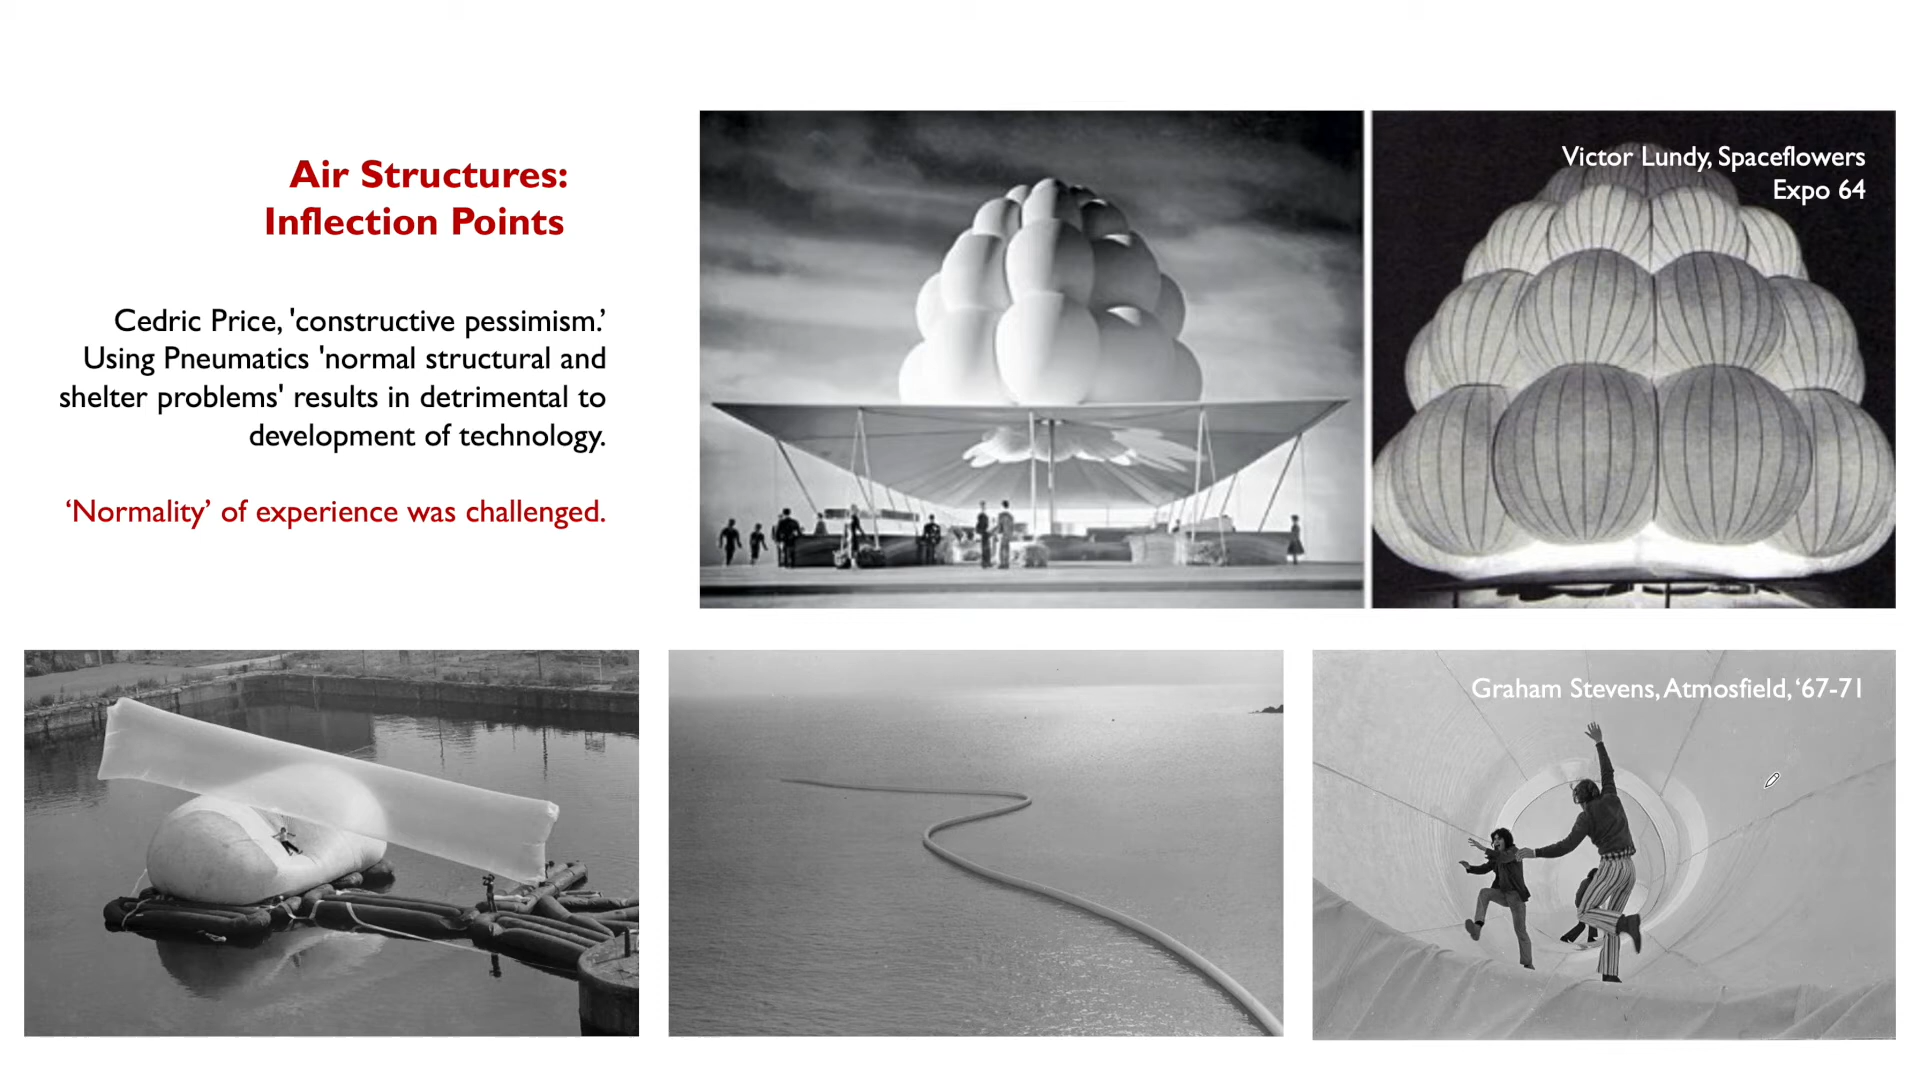 Air Structures:
Inflection Points
Cedric Price, 'constructive pessimism.’
Using Pneumatics 'normal structural and
shelter problems' results in detrimental to
development of technology.
‘Normality’ of experience was challenged.
Victor Lundy, Spaceflowers
Expo 64
Graham Stevens, Atmosfield, ‘67-71